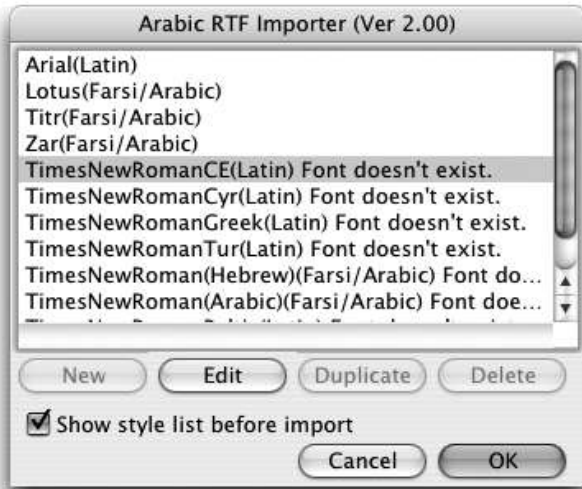 Arabic RTF Importer (Ver 2.00)
Arial(Latin)
Lotus(Farsi/Arabic)
Titr(Farsi/Arabic)
Zar(Farsi/Arabic)
TimesNewRomanCE(Latin) Font doesn't exist.
TimesNewRomanCyr(Latin) Font doesn't exist.
TimesNewRomanGreek(Latin) Font doesn't exist.
TimesNewRomanTur(Latin) Font doesn't exist.
TimesNewRoman(Hebrew)(Farsi/Arabic) Font do...
TimesNewRoman(Arabic)(Farsi/Arabic) Font doe...
New Edit Duplicate Delete
Show style list before import
Cancel OK